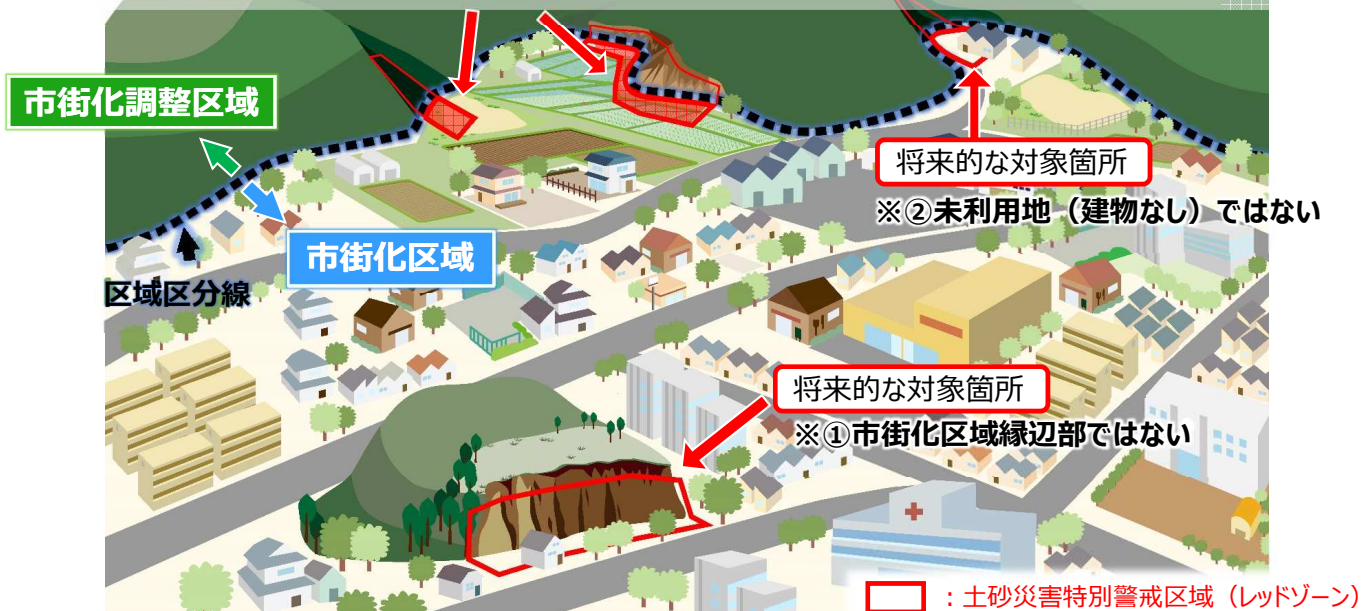 市街化調整区域
将来的な対象箇所
※②未利用地（建物なし）ではない
市街化区域
区域区分線
将来的な対象箇所
※①市街化区域縁辺部ではない
：土砂災害特別警戒区域（レッドゾーン）